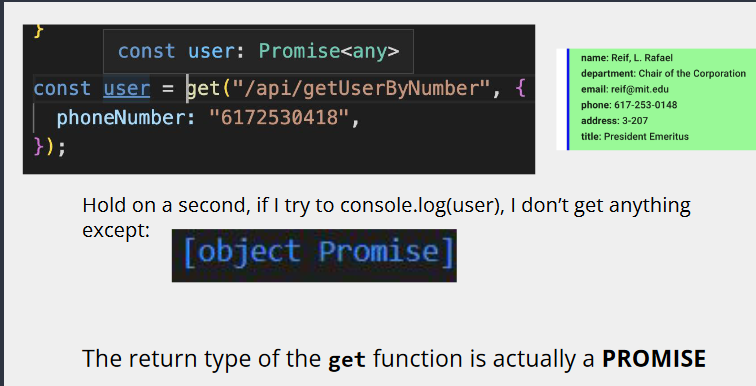 }
const user: Promise<any>
const user = get("/api/getUserByNumber", {
phoneNumber: "6172530418",
});
name: Reif, L. Rafael
department: Chair of the Corporation
email: reif@mit.edu
phone: 617-253-0148
address: 3-207
title: President Emeritus
Hold on a second, if I try to console.log(user), I don’t get anything
except:
[object Promise]
The return type of the get function is actually a PROMISE